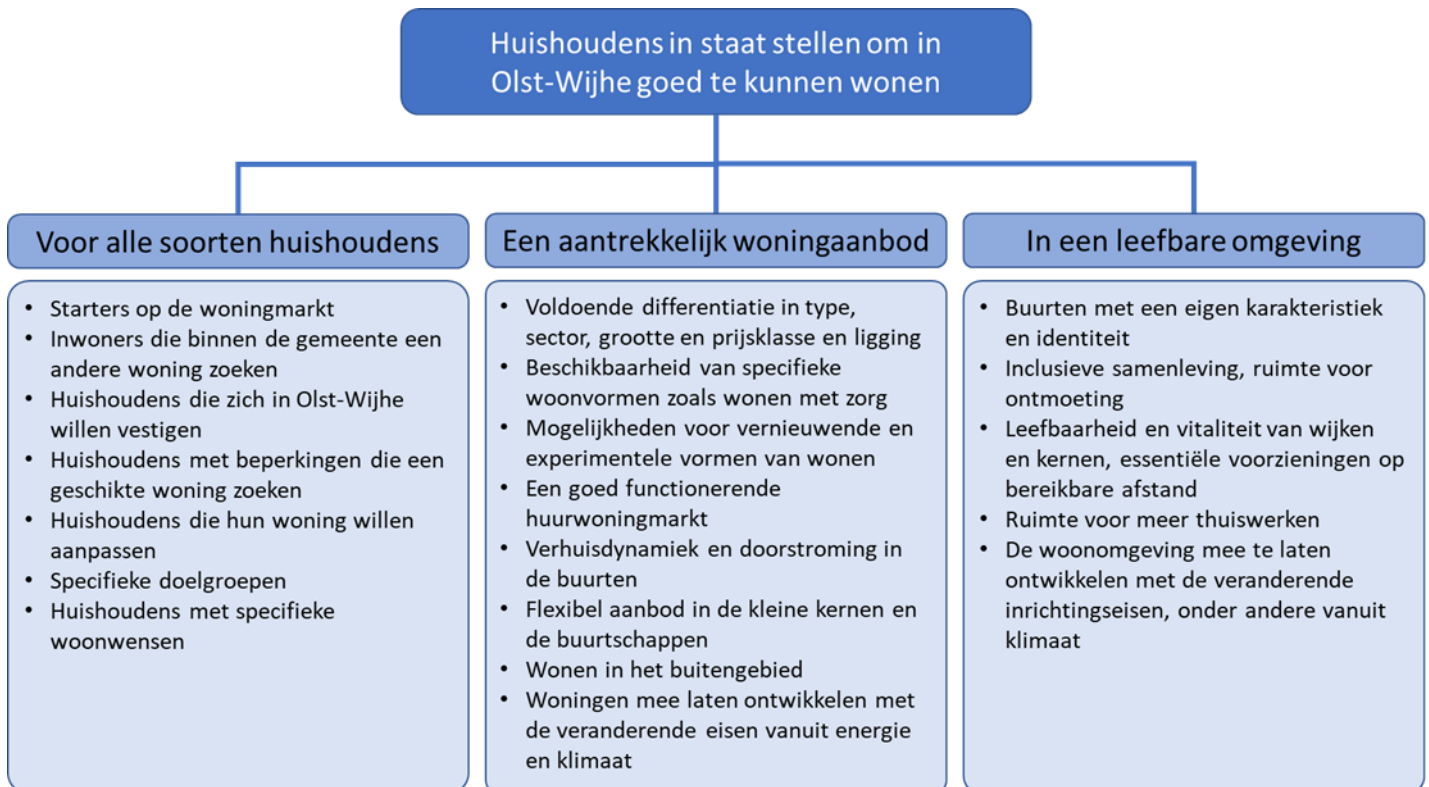 Huishoudens in staat stellen om in
Olst-Wijhe goed te kunnen wonen
Voor alle soorten huishoudens
• Starters op de woningmarkt
• Inwoners die binnen de gemeente een
andere woning zoeken
• Huishoudens die zich in Olst-Wijhe
willen vestigen
• Huishoudens met beperkingen die een
geschikte woning zoeken
• Huishoudens die hun woning willen
aanpassen
• Specifieke doelgroepen
• Huishoudens met specifieke
woonwensen
Een aantrekkelijk woningaanbod
• Voldoende differentiatie in type,
sector, grootte en prijsklasse en ligging
• Beschikbaarheid van specifieke
woonvormen zoals wonen met zorg
• Mogelijkheden voor vernieuwende en
experimentele vormen van wonen
• Een goed functionerende
huurwoningmarkt
• Verhuisdynamiek en doorstroming in
de buurten
• Flexibel aanbod in de kleine kernen en
de buurtschappen
• Wonen in het buitengebied
• Woningen mee laten ontwikkelen met
de veranderende eisen vanuit energie
en klimaat
In een leefbare omgeving
• Buurten met een eigen karakteristiek
en identiteit
• Inclusieve samenleving, ruimte voor
ontmoeting
• Leefbaarheid en vitaliteit van wijken
en kernen, essentiële voorzieningen op
bereikbare afstand
• Ruimte voor meer thuiswerken
• De woonomgeving mee te laten
ontwikkelen met de veranderende
inrichtingseisen, onder andere vanuit
klimaat